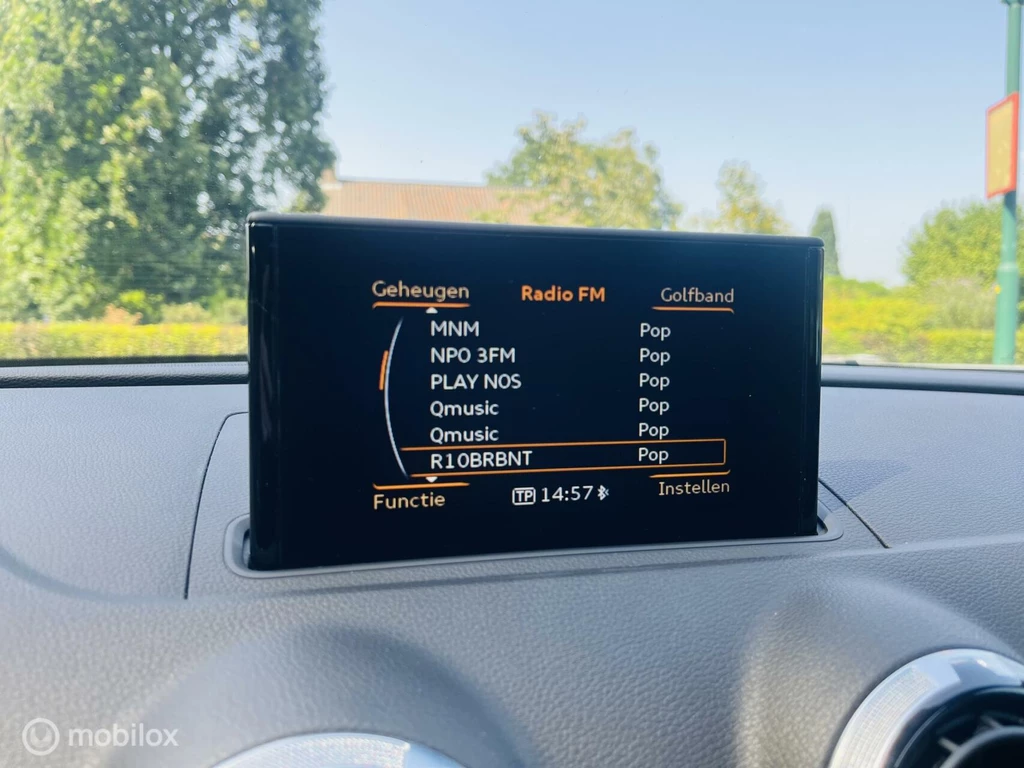 Geheugen Radio FM Golfband
MNM Pop
NPO 3FM Pop
PLAY NOS Pop
Qmusic Pop
Qmusic Pop
R10BRBNT Pop
Functie TP 14:57 Instellen
mobilox